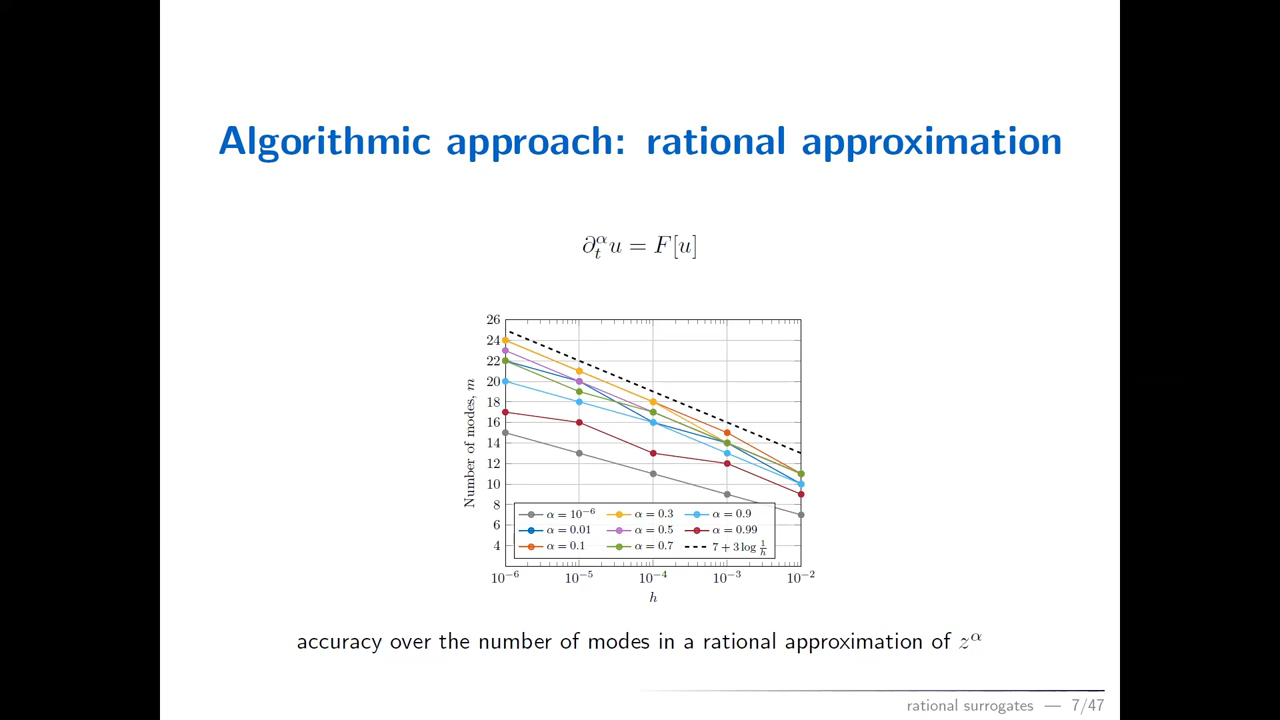 Algorithmic approach: rational approximation
∂ₜᵅu = F[u]
26
24
22
20
18
16
14
12
10
8
6
4
Number of modes, m
α = 10⁻⁶ α = 0.3 α = 0.9
α = 0.01 α = 0.5 α = 0.99
α = 0.1 α = 0.7 7 + 3 log 1/h
10⁻⁶ 10⁻⁵ 10⁻⁴ 10⁻³ 10⁻²
h
accuracy over the number of modes in a rational approximation of zᵅ
rational surrogates — 7/47